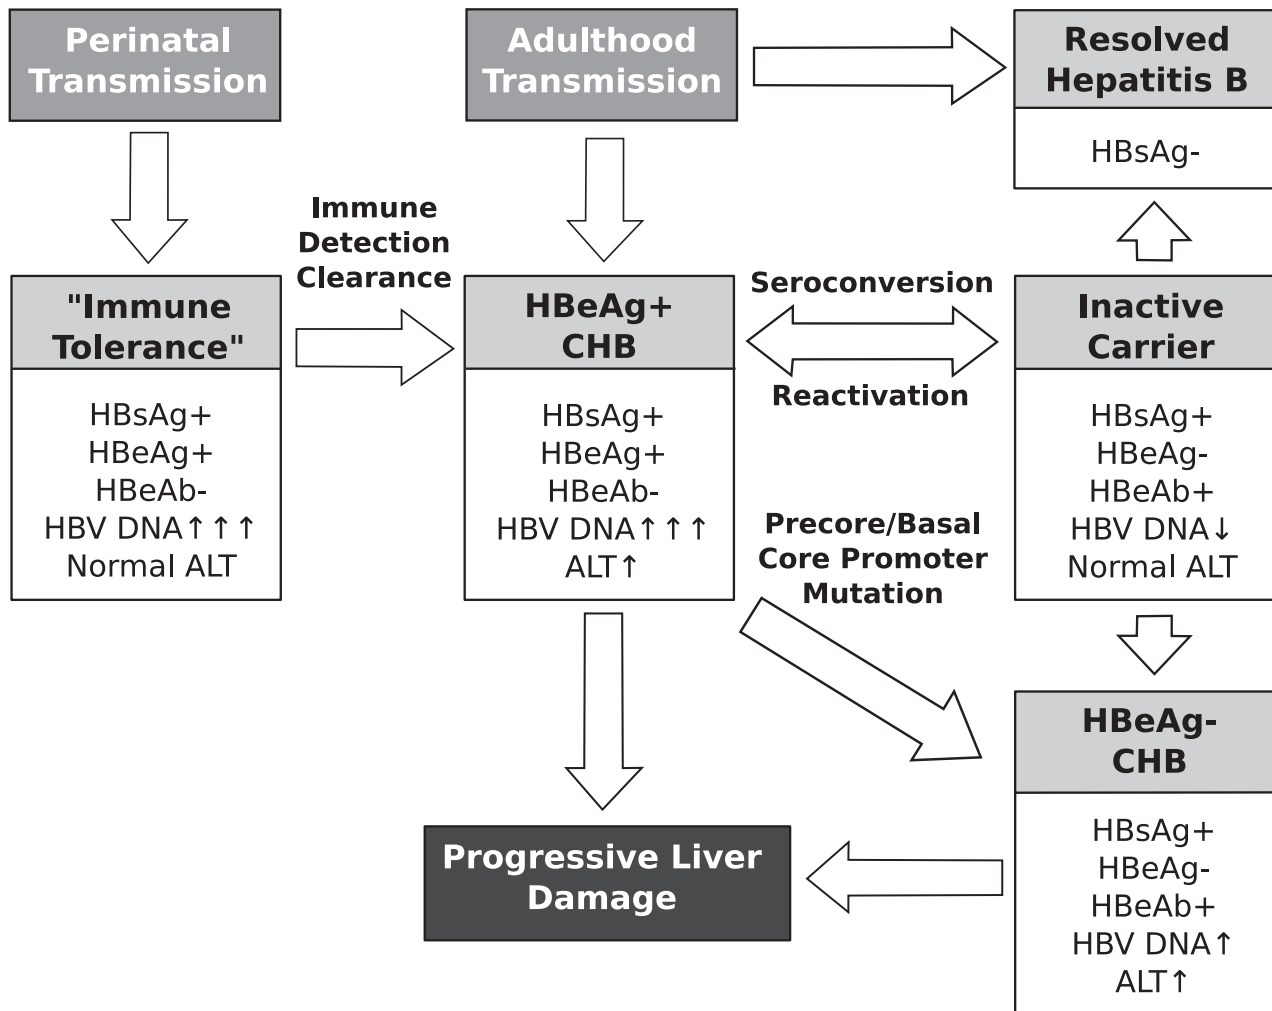 Perinatal
Transmission
Adulthood
Transmission
Resolved
Hepatitis B
HBsAg-
Immune
Detection
Clearance
"Immune
Tolerance"
HBsAg+
HBeAg+
HBeAb-
HBV DNA↑↑↑
Normal ALT
HBeAg+
CHB
HBsAg+
HBeAg+
HBeAb-
HBV DNA↑↑↑
ALT↑
Seroconversion
Reactivation
Inactive
Carrier
HBsAg+
HBeAg-
HBeAb+
HBV DNA↓
Normal ALT
Precore/Basal
Core Promoter
Mutation
HBeAg-
CHB
HBsAg+
HBeAg-
HBeAb+
HBV DNA↑
ALT↑
Progressive Liver
Damage